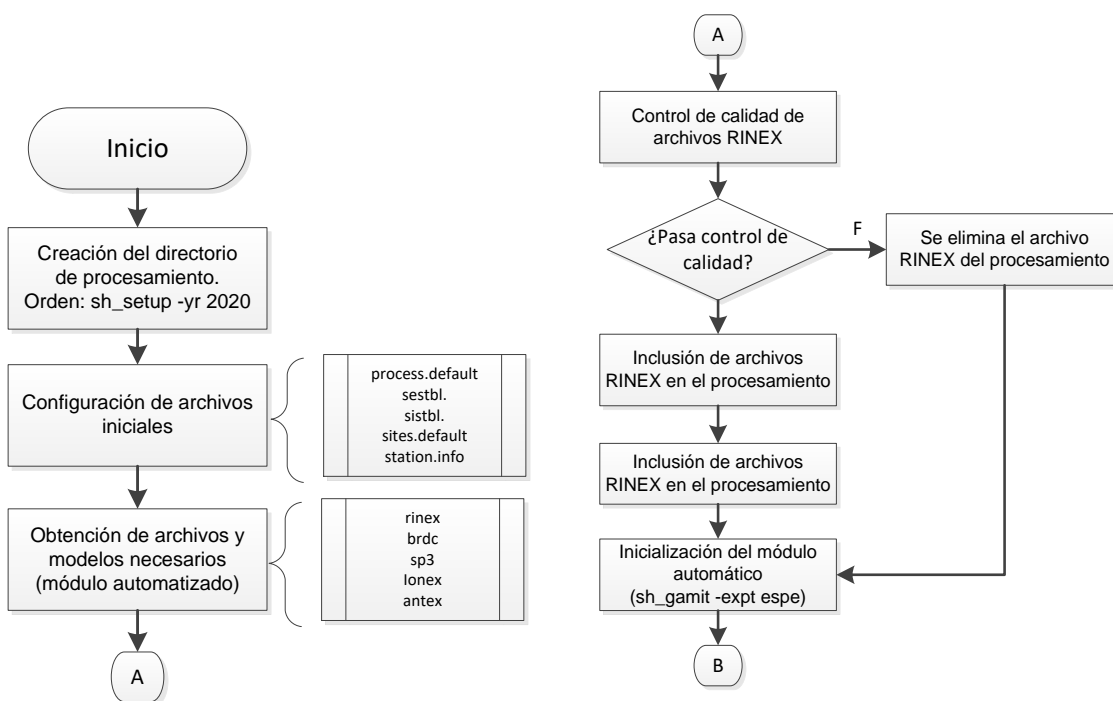 Inicio
Creación del directorio
de procesamiento.
Orden: sh_setup -yr 2020
Configuración de archivos
iniciales
process.default
sestbl.
sistbl.
sites.default
station.info
Obtención de archivos y
modelos necesarios
(módulo automatizado)
rinex
brdc
sp3
Ionex
antex
A
A
Control de calidad de
archivos RINEX
¿Pasa control de
calidad?
F
Se elimina el archivo
RINEX del procesamiento
Inclusión de archivos
RINEX en el procesamiento
Inclusión de archivos
RINEX en el procesamiento
Inicialización del módulo
automático
(sh_gamit -expt espe)
B